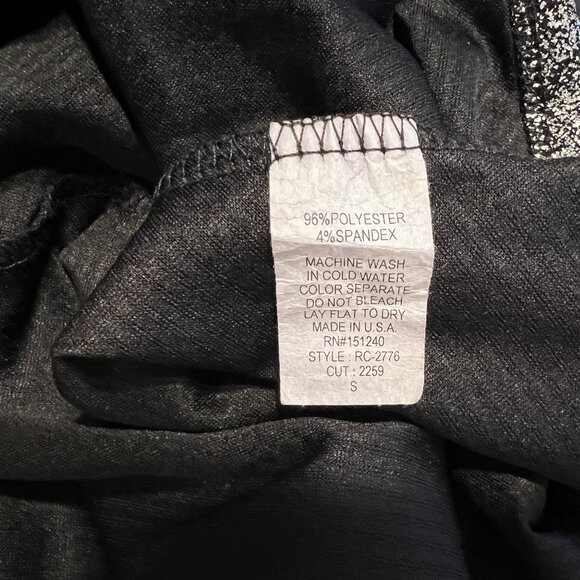 96%POLYESTER
4%SPANDEX
MACHINE WASH
IN COLD WATER
COLOR SEPARATE
DO NOT BLEACH
LAY FLAT TO DRY
MADE IN U.S.A.
RN#151240
STYLE : RC-2776
CUT : 2259
S